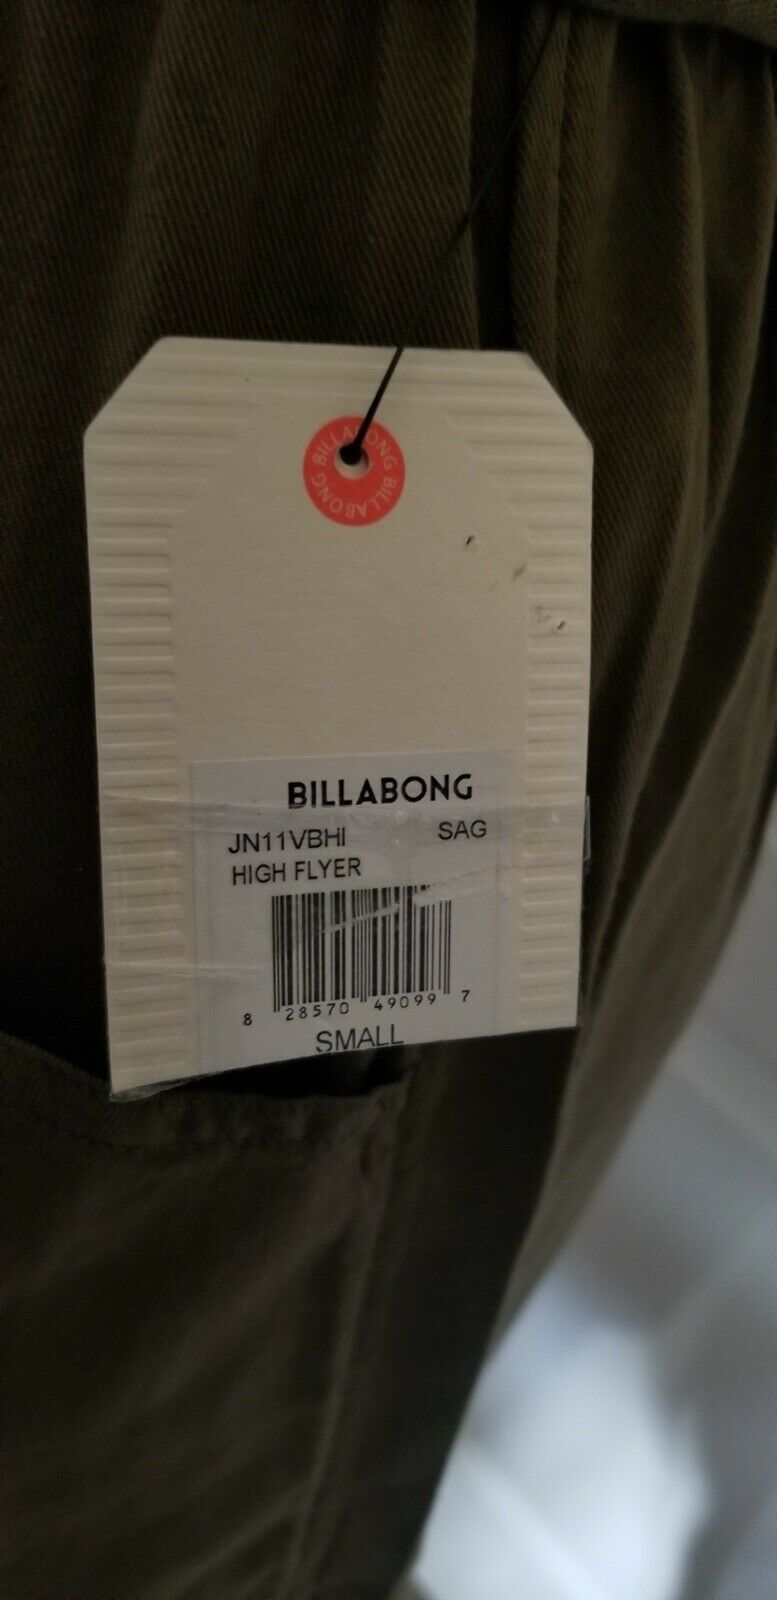 BILLABONG BILLABONG
BILLABONG
JN11VBHI SAG
HIGH FLYER
8 28570 49099 7
SMALL